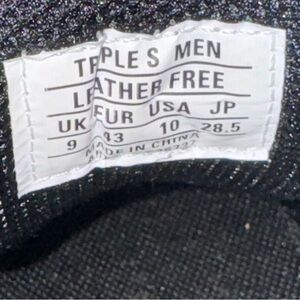 TRIPLE S MEN
LEATHER FREE
UK EUR USA JP
9 43 10 28.5
MADE IN CHINA